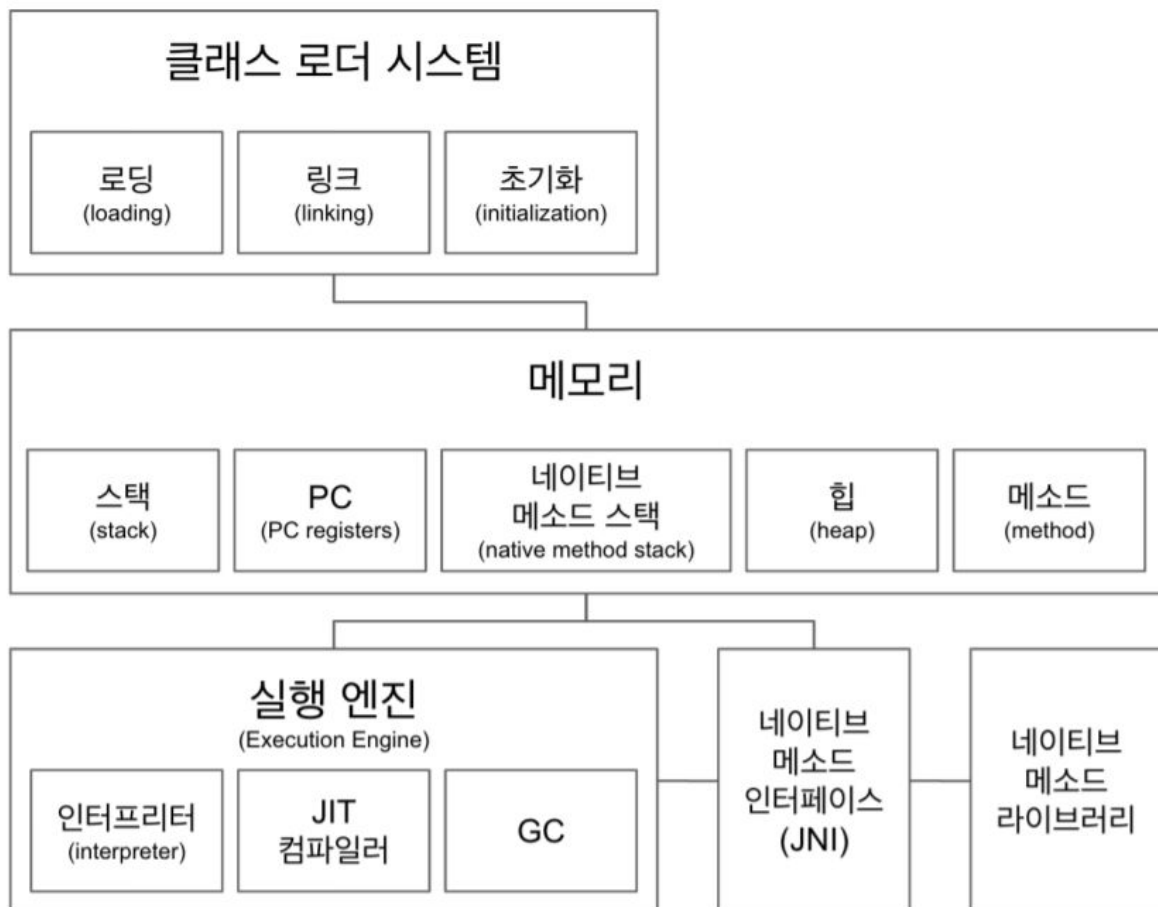 클래스 로더 시스템
로딩
(loading)
링크
(linking)
초기화
(initialization)
메모리
스택
(stack)
PC
(PC registers)
네이티브
메소드 스택
(native method stack)
힙
(heap)
메소드
(method)
실행 엔진
(Execution Engine)
인터프리터
(interpreter)
JIT
컴파일러
GC
네이티브
메소드
인터페이스
(JNI)
네이티브
메소드
라이브러리